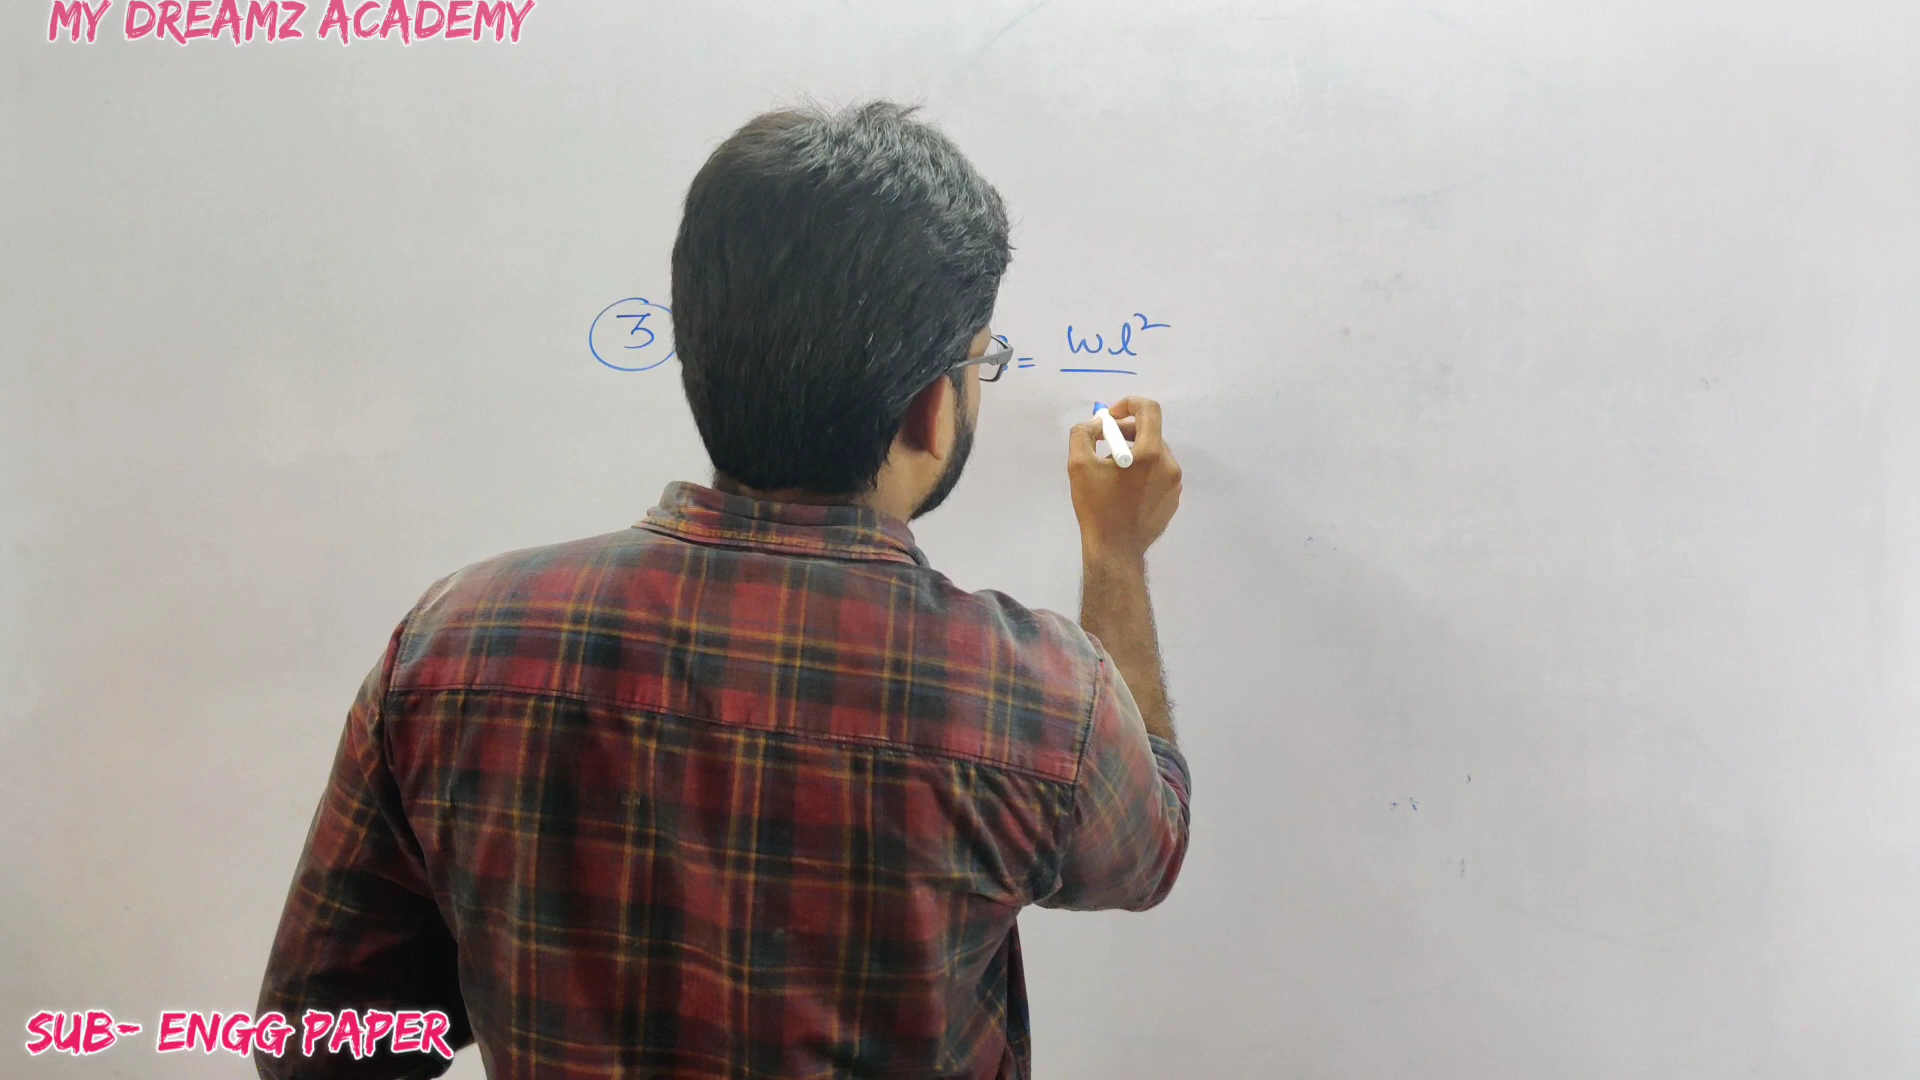 MY DREAMZ ACADEMY
3 = wl²
SUB- ENGG PAPER